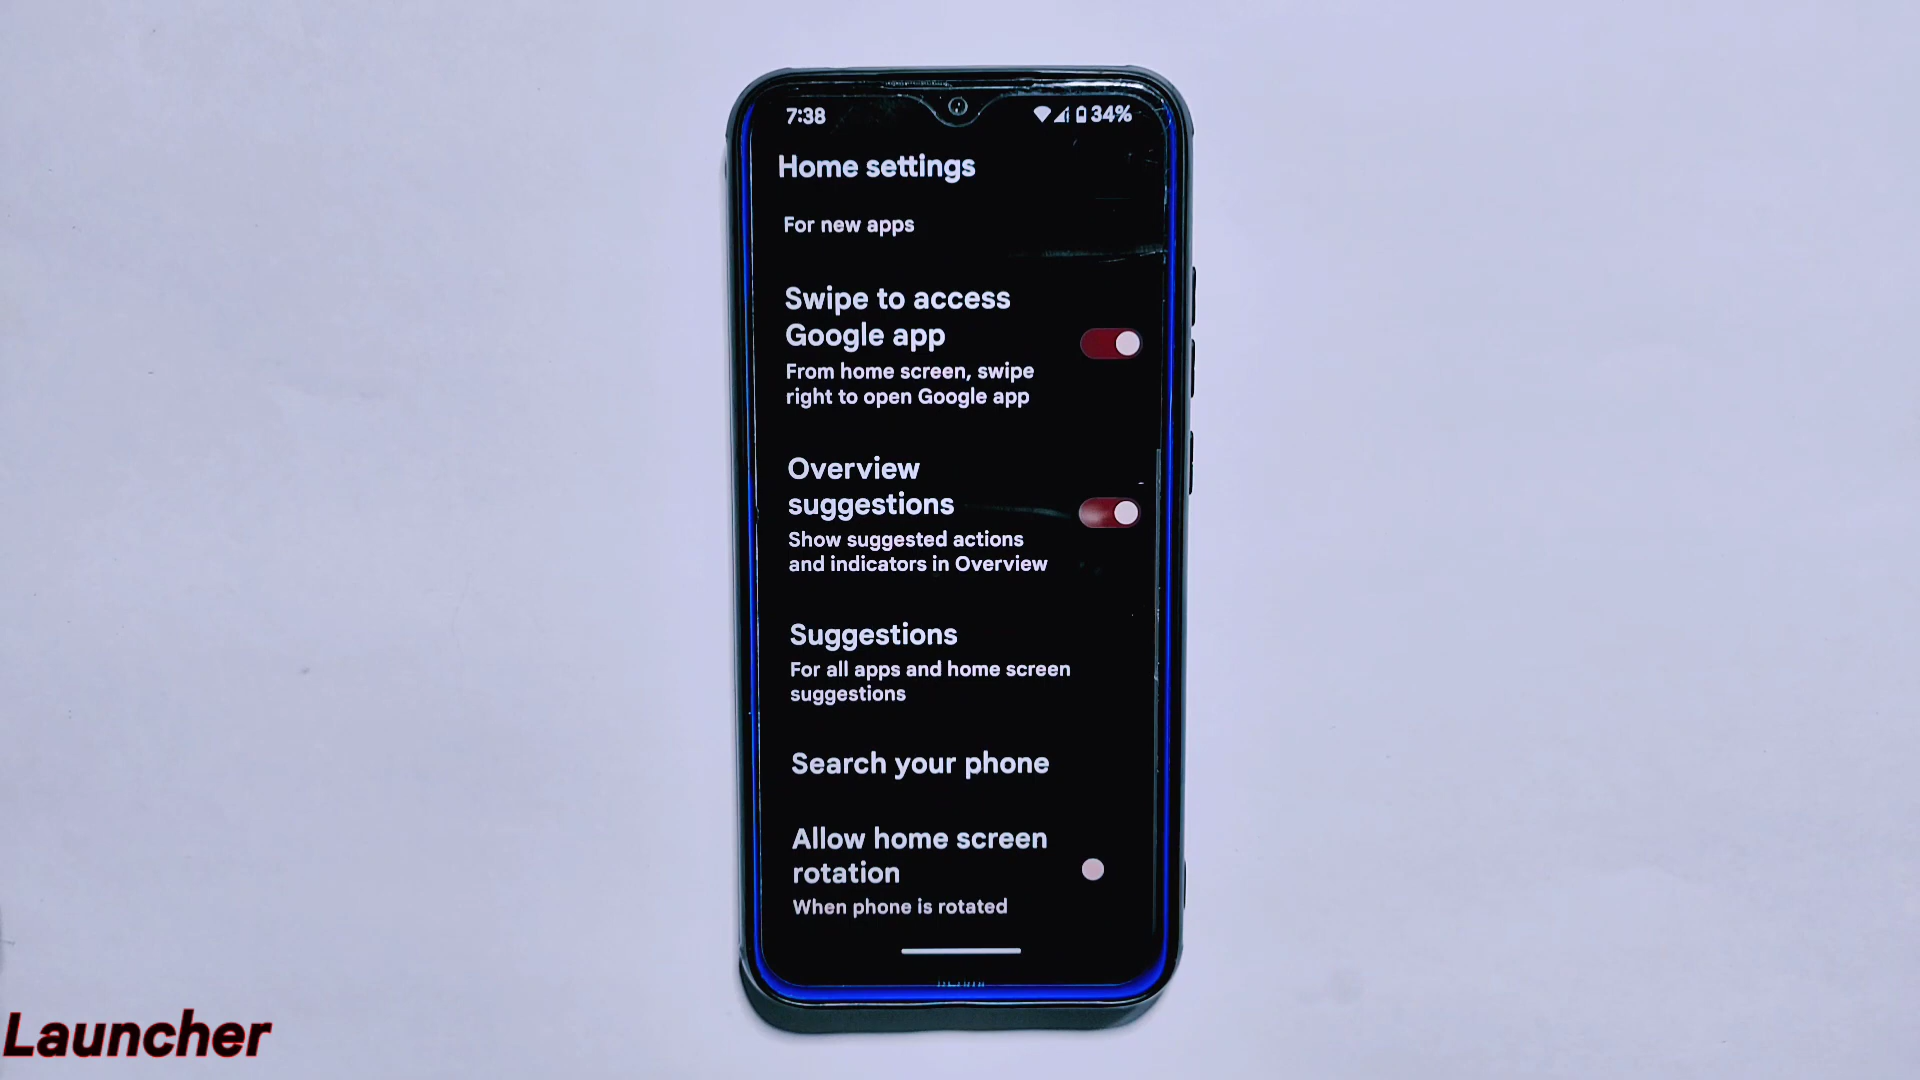 7:38
34%
Home settings
For new apps
Swipe to access
Google app
From home screen, swipe
right to open Google app
Overview
suggestions
Show suggested actions
and indicators in Overview
Suggestions
For all apps and home screen
suggestions
Search your phone
Allow home screen
rotation
When phone is rotated
Launcher